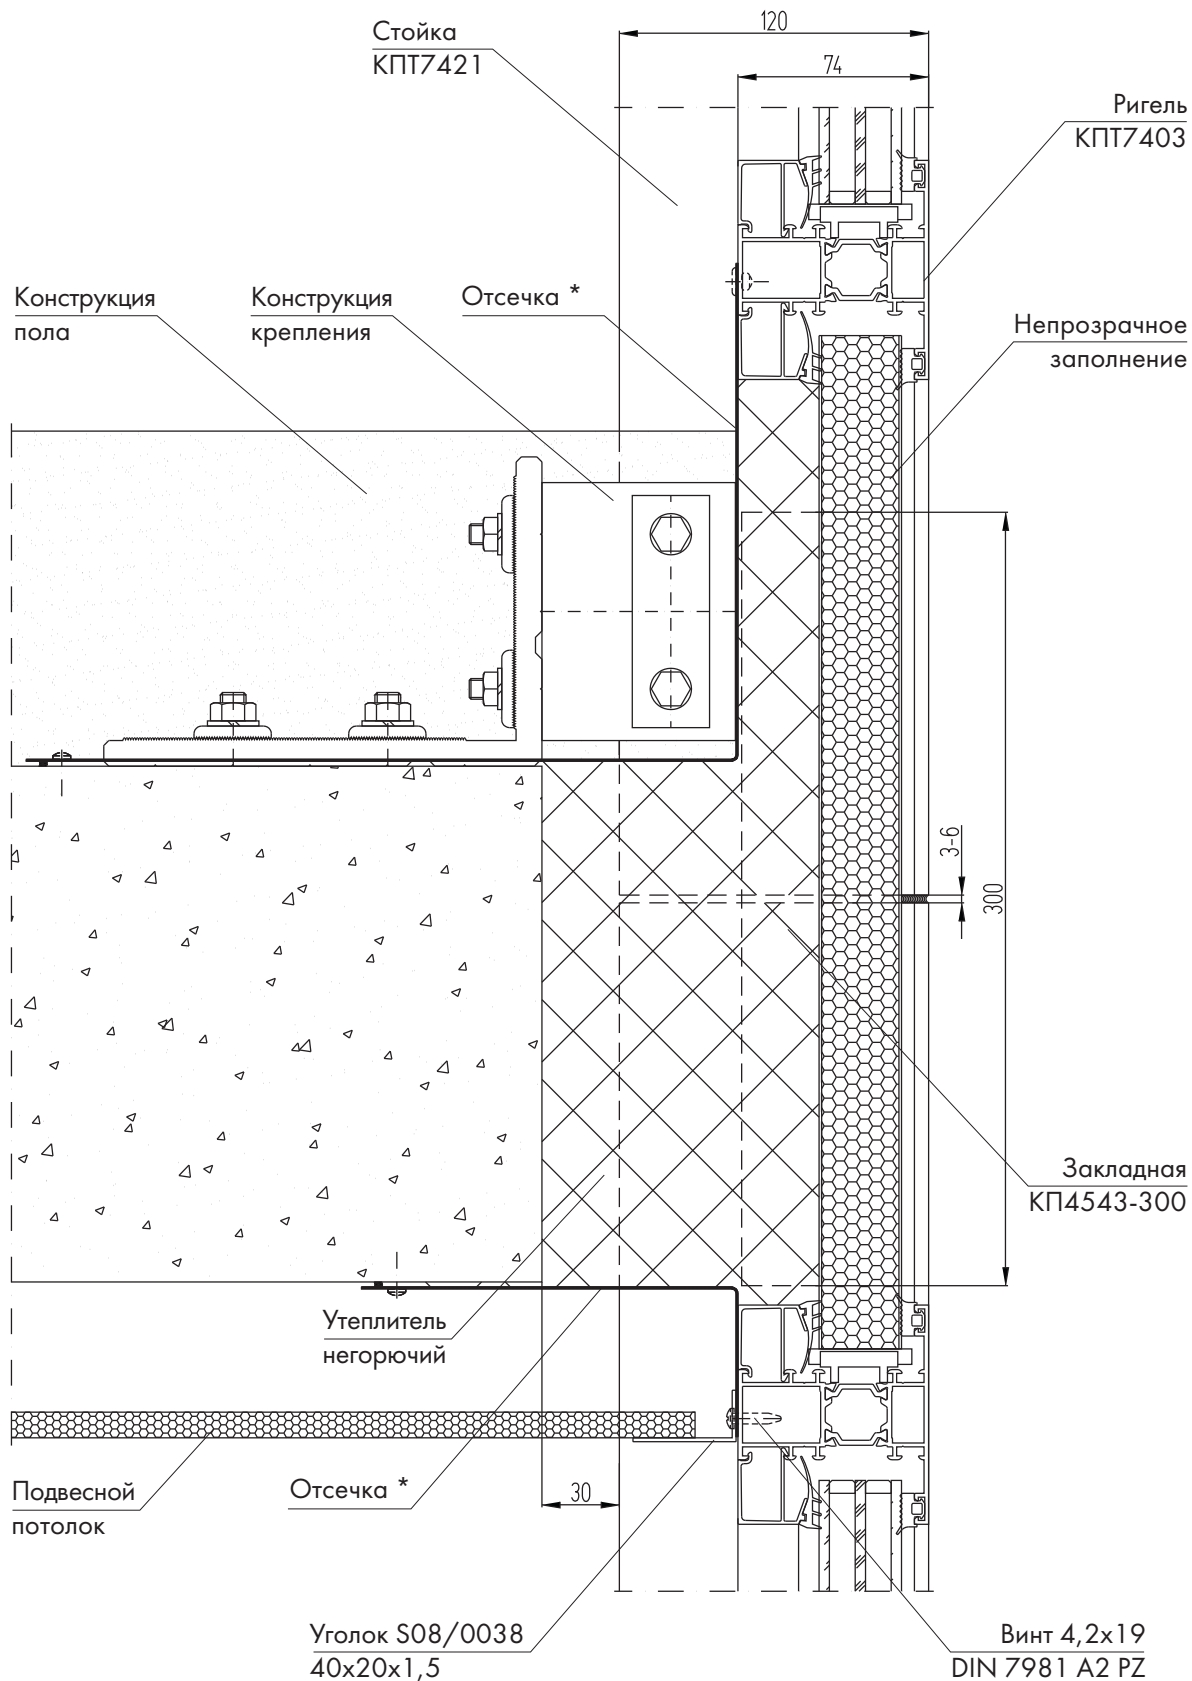 120
Стойка
КПТ7421
74
Ригель
КПТ7403
Конструкция
пола
Конструкция
крепления
Отсечка *
Непрозрачное
заполнение
3-6
300
Закладная
КП4543-300
Утеплитель
негорючий
Подвесной
потолок
Отсечка *
30
Уголок S08/0038
40х20х1,5
Винт 4,2х19
DIN 7981 A2 PZ